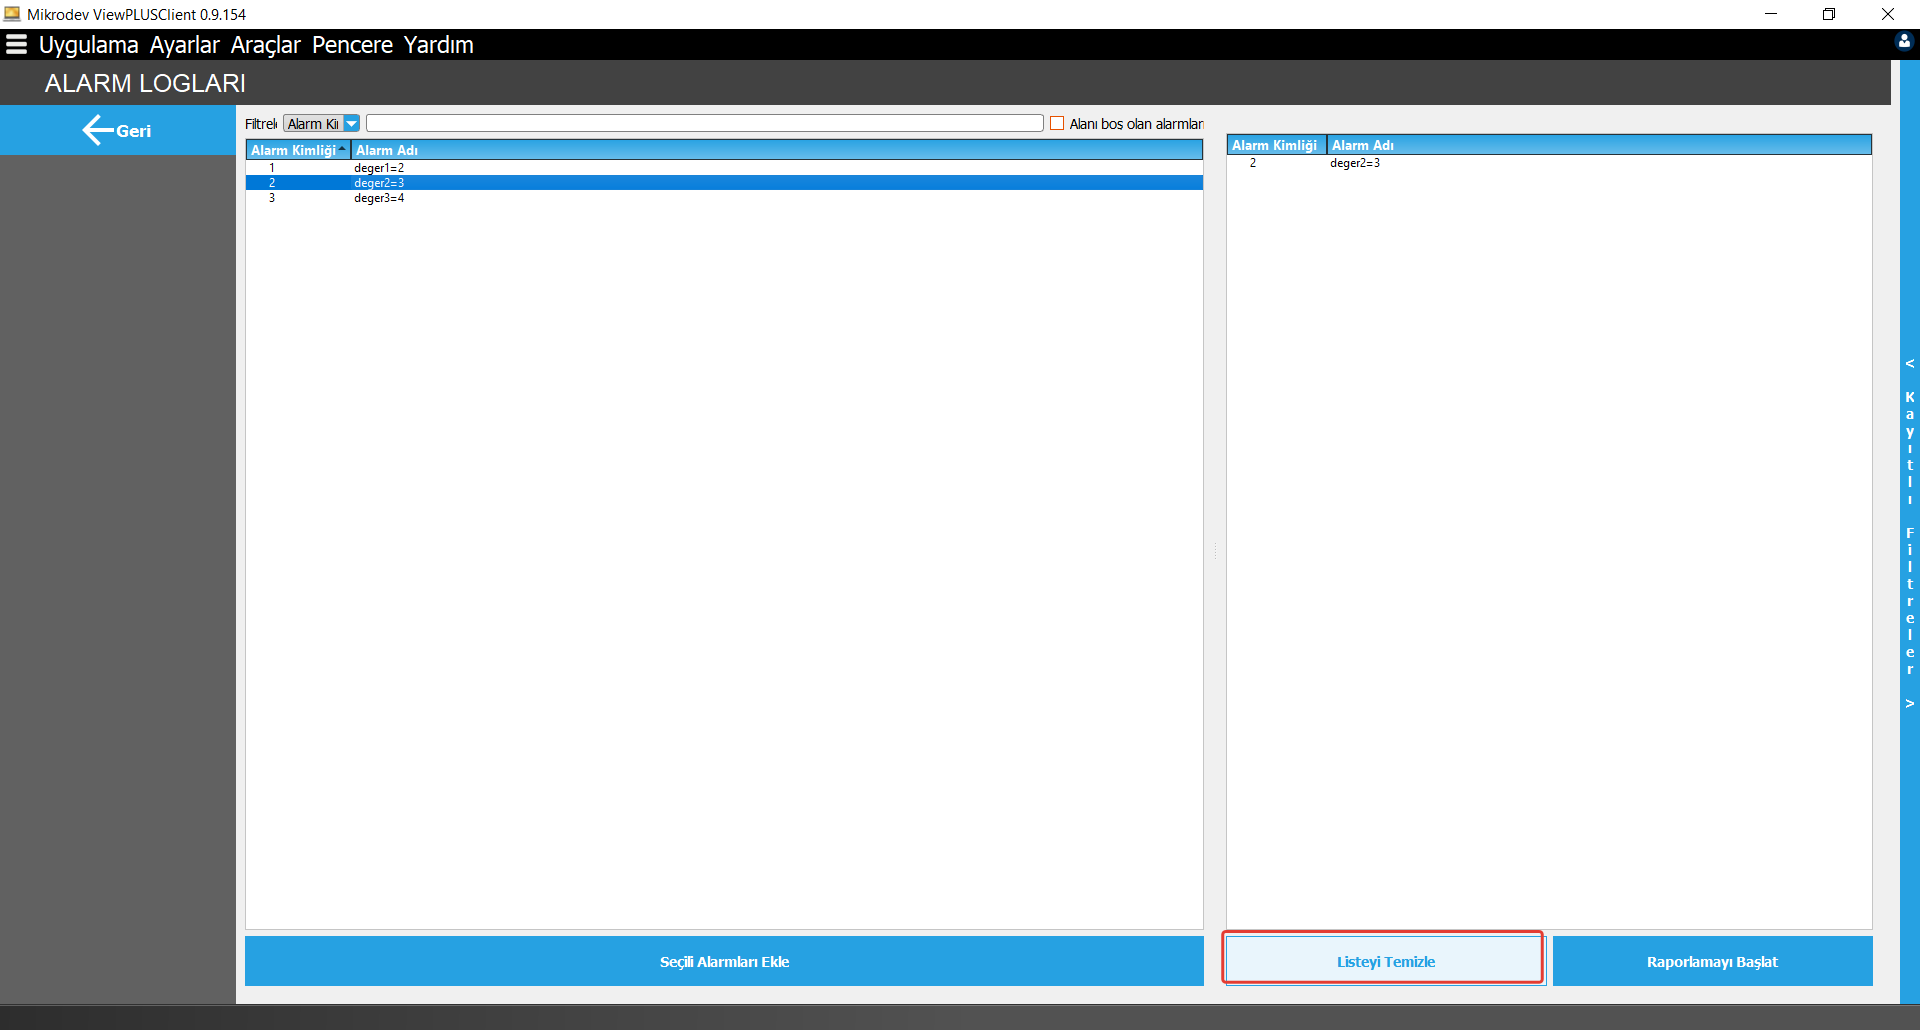 Mikrodev ViewPLUSClient 0.9.154
Uygulama Ayarlar Araçlar Pencere Yardım
ALARM LOGLARI
Geri
Filtrele Alarm Ki Alanı boş olan alarmları
Alarm Kimliği Alarm Adı
1 deger1=2
2 deger2=3
3 deger3=4
Seçili Alarmları Ekle
Alarm Kimliği Alarm Adı
2 deger2=3
Listeyi Temizle
Raporlamayı Başlat
< Kayıtlı Filtreler >